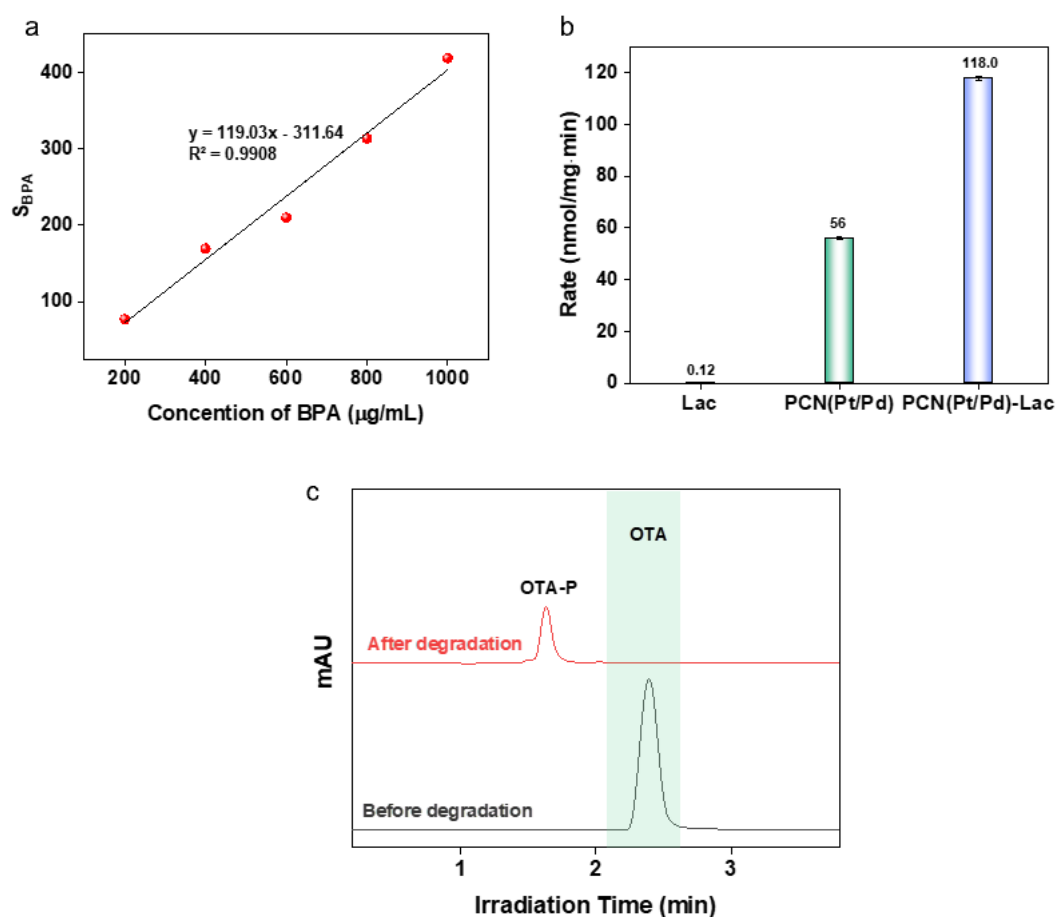 a
400
300
200
100
S_BPA
y = 119.03x - 311.64
R² = 0.9908
200 400 600 800 1000
Concention of BPA (μg/mL)
b
120
100
80
60
40
20
0
Rate (nmol/mg·min)
0.12
56
118.0
Lac PCN(Pt/Pd) PCN(Pt/Pd)-Lac
c
mAU
OTA
OTA-P
After degradation
Before degradation
1 2 3
Irradiation Time (min)